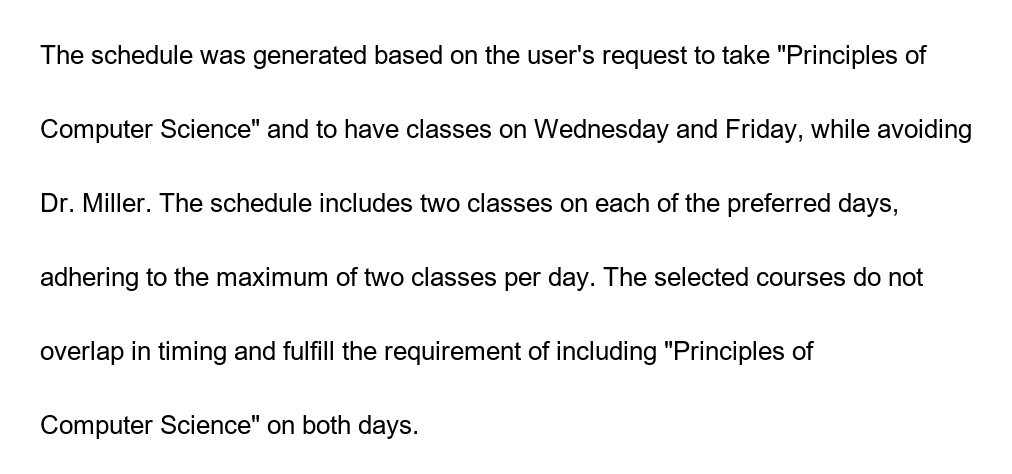 The schedule was generated based on the user's request to take "Principles of
Computer Science" and to have classes on Wednesday and Friday, while avoiding
Dr. Miller. The schedule includes two classes on each of the preferred days,
adhering to the maximum of two classes per day. The selected courses do not
overlap in timing and fulfill the requirement of including "Principles of
Computer Science" on both days.